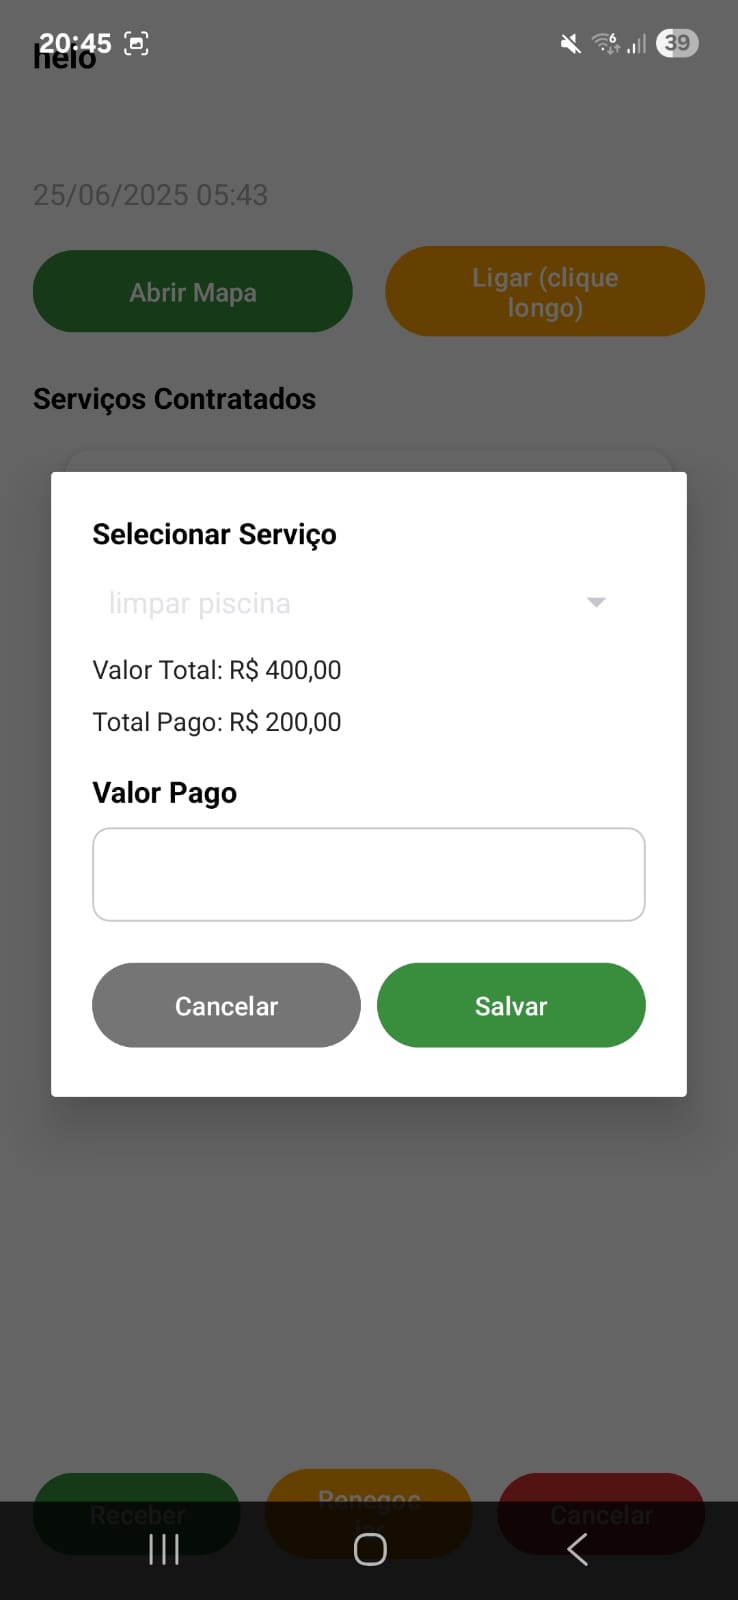 20:45
6
39
helo
25/06/2025 05:43
Abrir Mapa
Ligar (clique
longo)
Serviços Contratados
Selecionar Serviço
limpar piscina
Valor Total: R$ 400,00
Total Pago: R$ 200,00
Valor Pago
Cancelar
Salvar
Receber
Renegoc
Cancelar